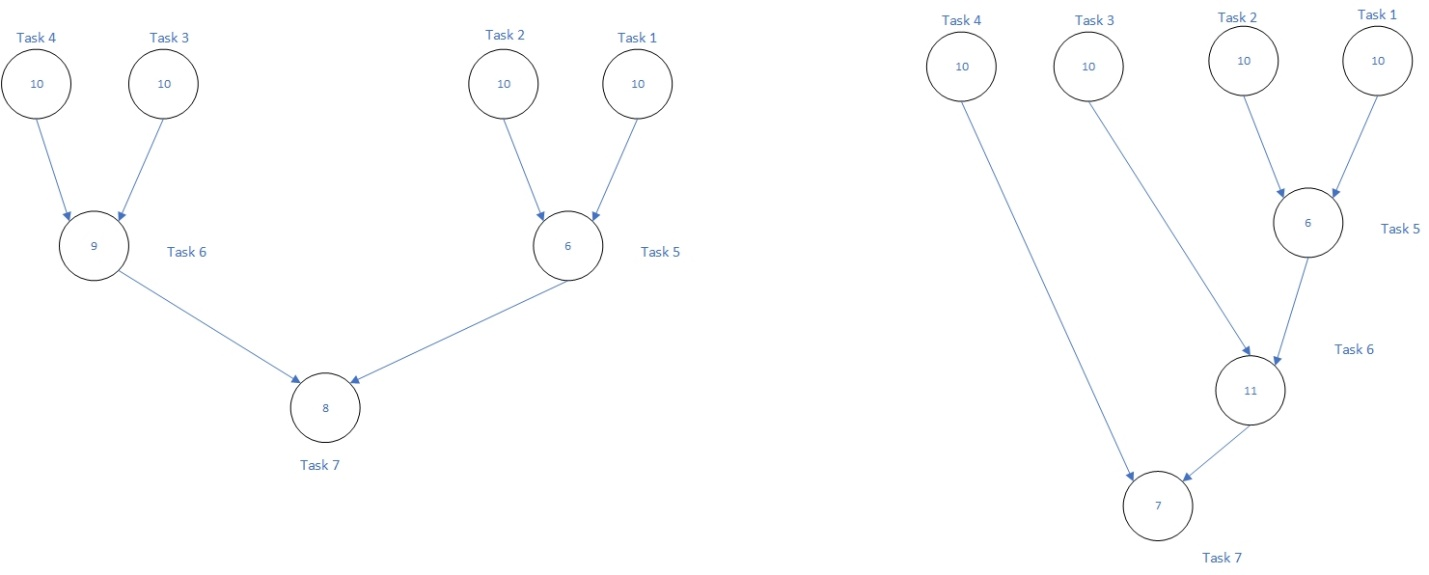 Task 4
Task 3
Task 2
Task 1
10
10
10
10
9
Task 6
6
Task 5
8
Task 7
Task 4
Task 3
Task 2
Task 1
10
10
10
10
6
Task 5
Task 6
11
7
Task 7